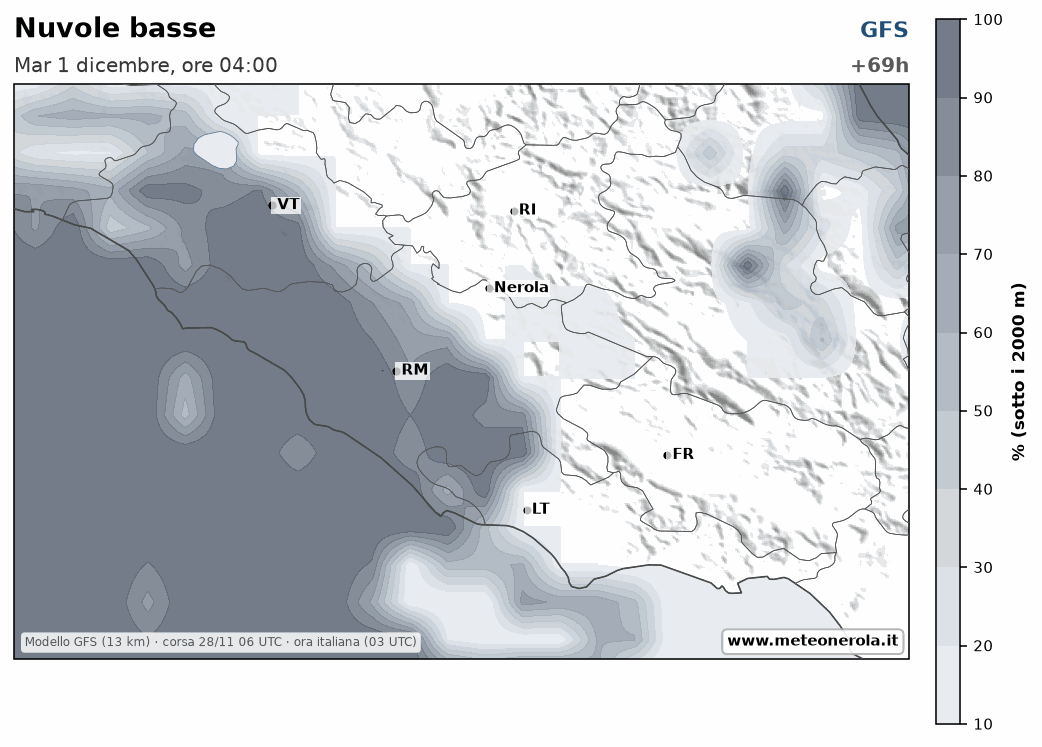 Nuvole basse
GFS
Mar 1 dicembre, ore 04:00
+69h
VT
RI
Nerola
RM
FR
LT
Modello GFS (13 km) · corsa 28/11 06 UTC · ora italiana (03 UTC)
www.meteonerola.it
100
90
80
70
60
50
40
30
20
10
% (sotto i 2000 m)